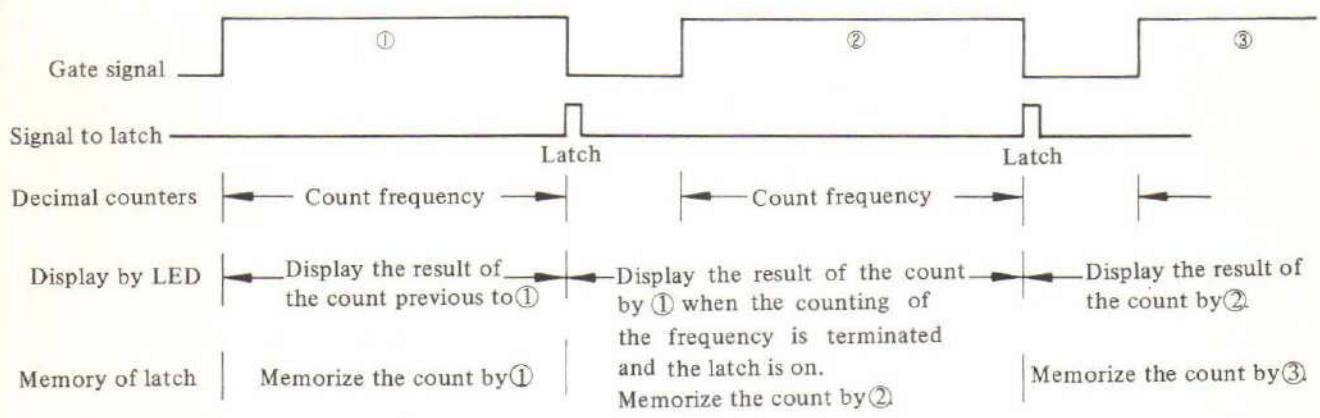 ① ② ③
Gate signal
Signal to latch
Latch Latch
Decimal counters Count frequency Count frequency
Display by LED Display the result of the count previous to① Display the result of the count by ① when the counting of the frequency is terminated and the latch is on. Display the result of the count by②.
Memory of latch Memorize the count by① Memorize the count by②. Memorize the count by③.